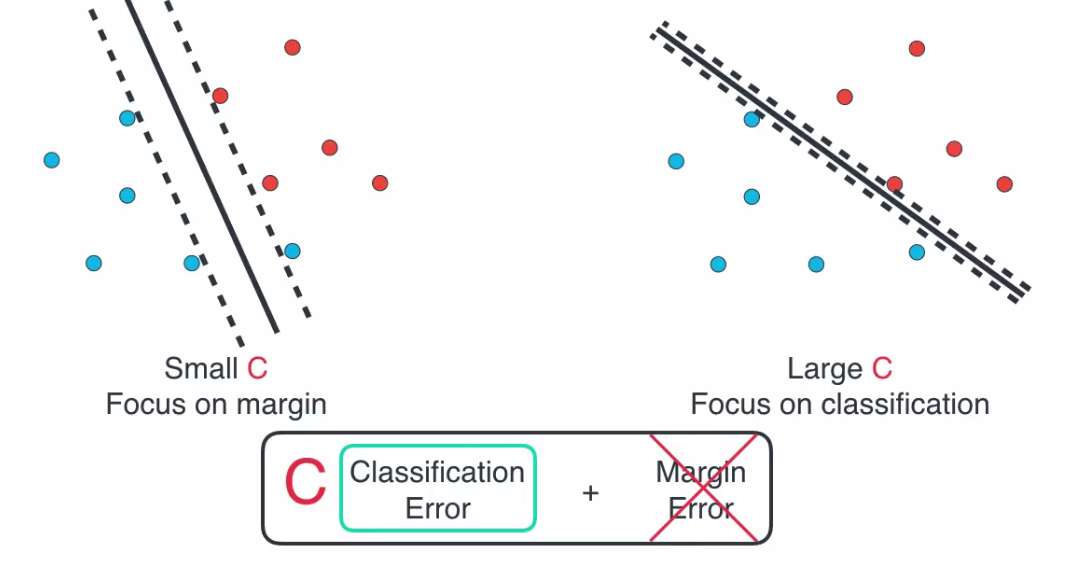 Small C
Focus on margin
Large C
Focus on classification
C
Classification
Error
+
Margin
Error